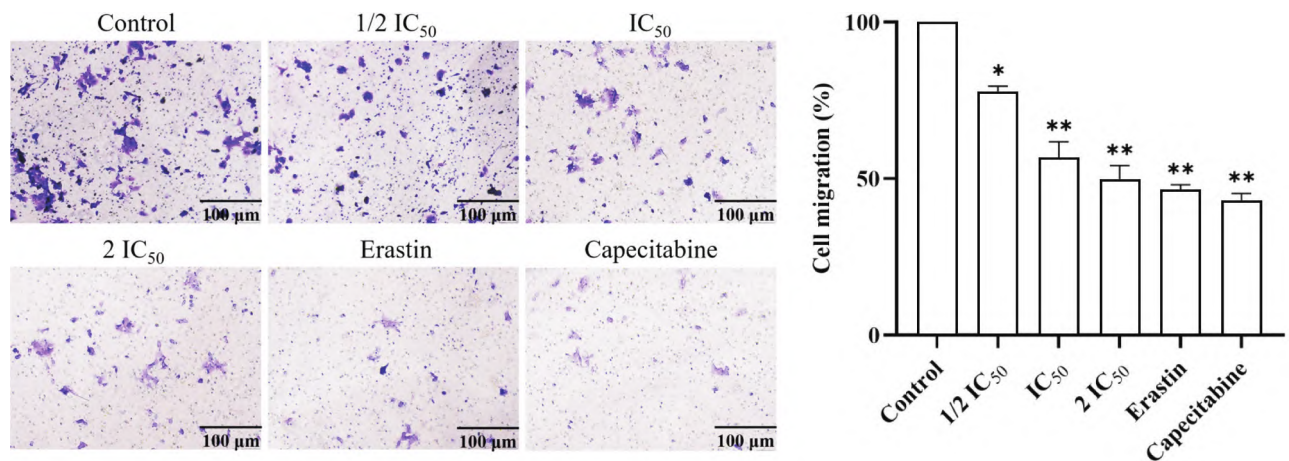 Control
1/2 IC₅₀
IC₅₀
100 µm
100 µm
100 µm
2 IC₅₀
Erastin
Capecitabine
100 µm
100 µm
100 µm
Cell migration (%)
100
50
0
*
**
**
**
**
Control
1/2 IC₅₀
IC₅₀
2 IC₅₀
Erastin
Capecitabine